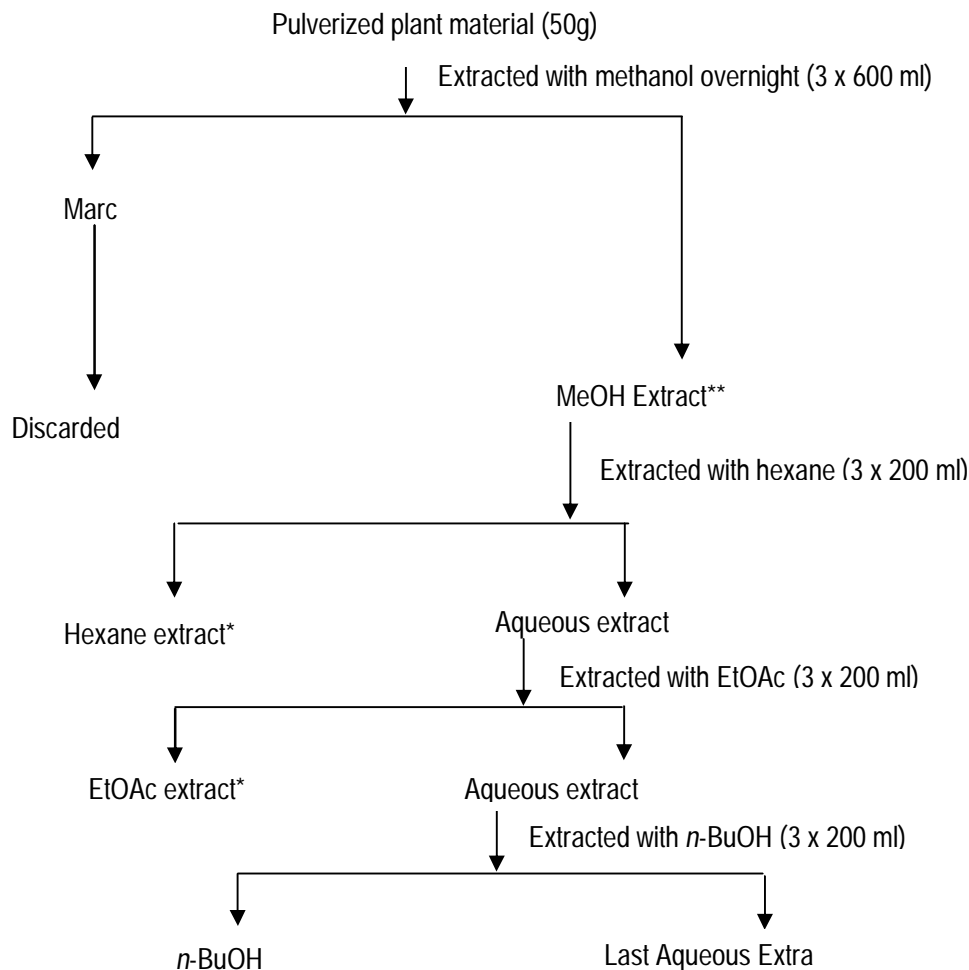 Pulverized plant material (50g)
Extracted with methanol overnight (3 x 600 ml)
Marc
Discarded
MeOH Extract**
Extracted with hexane (3 x 200 ml)
Hexane extract*
Aqueous extract
Extracted with EtOAc (3 x 200 ml)
EtOAc extract*
Aqueous extract
Extracted with n-BuOH (3 x 200 ml)
n-BuOH
Last Aqueous Extra